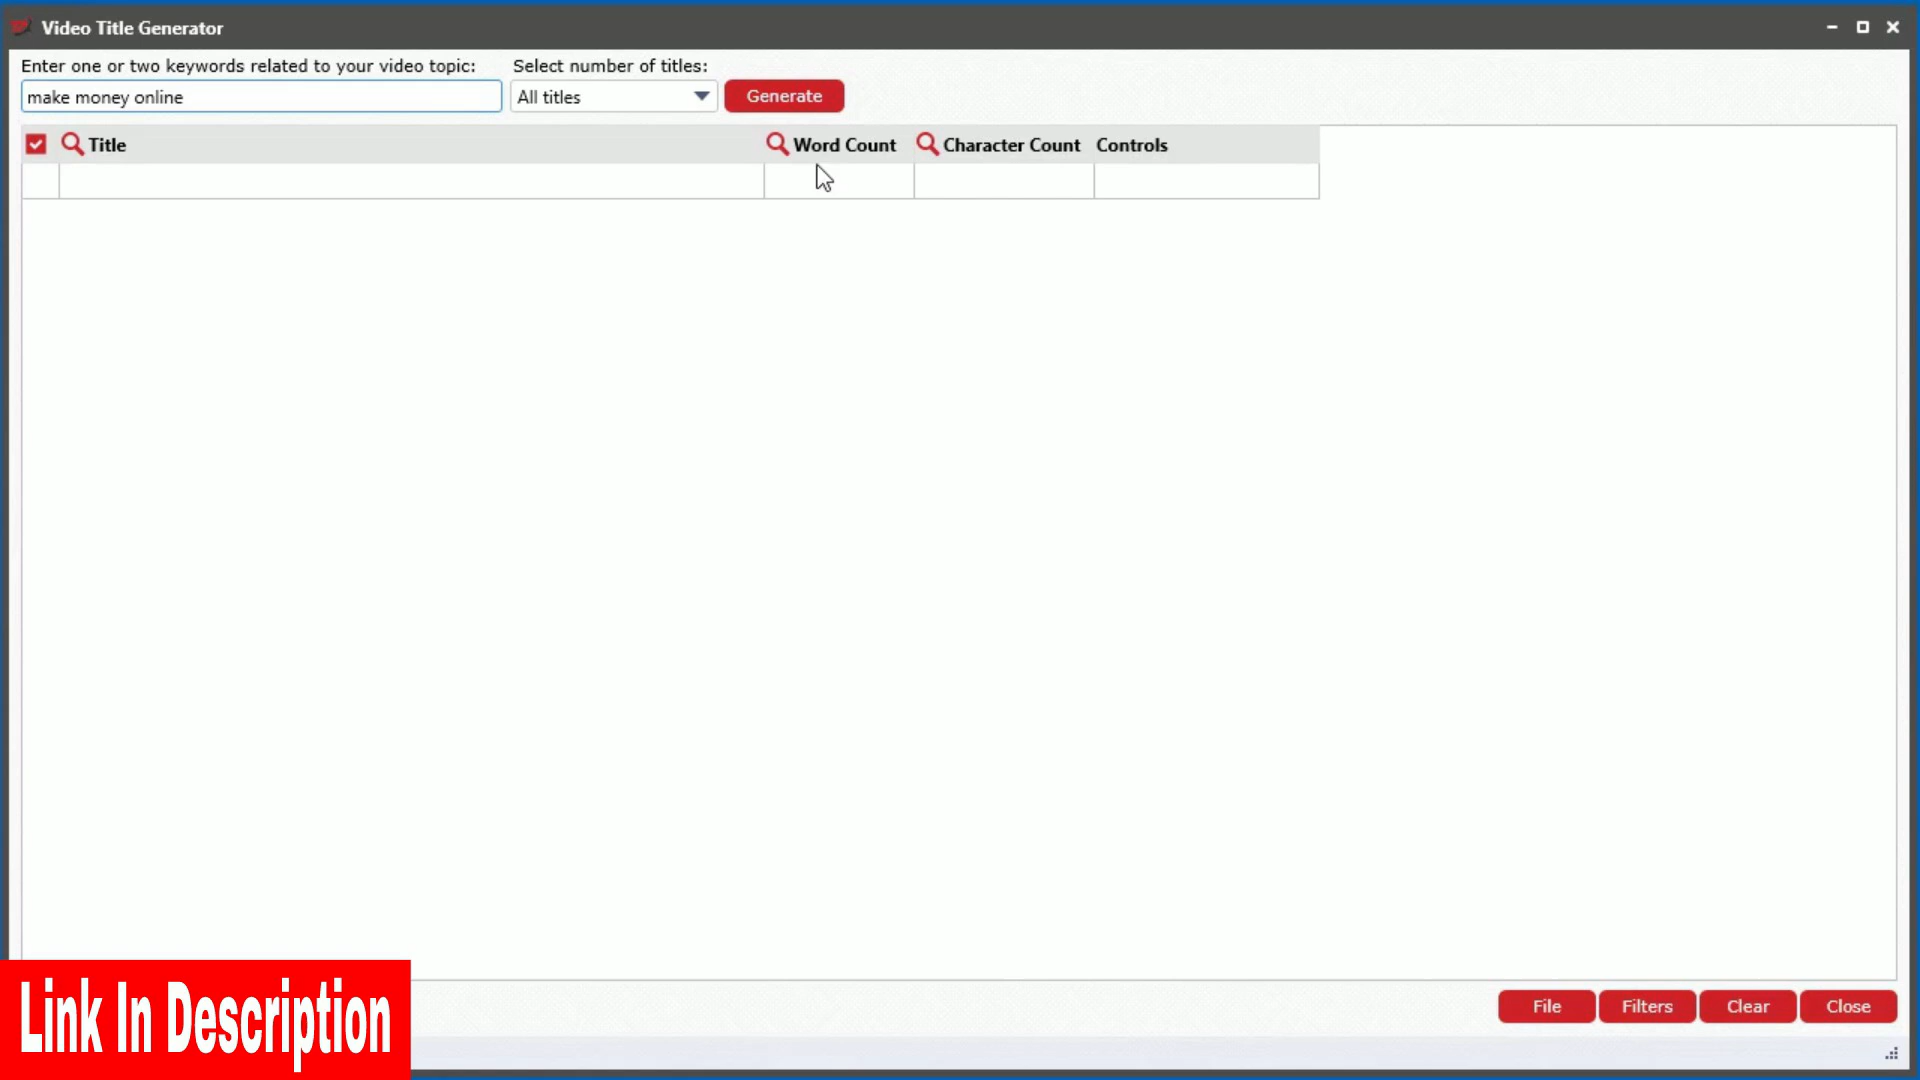 Video Title Generator
Enter one or two keywords related to your video topic: Select number of titles:
make money online All titles Generate
Title Word Count Character Count Controls
Link In Description
File Filters Clear Close